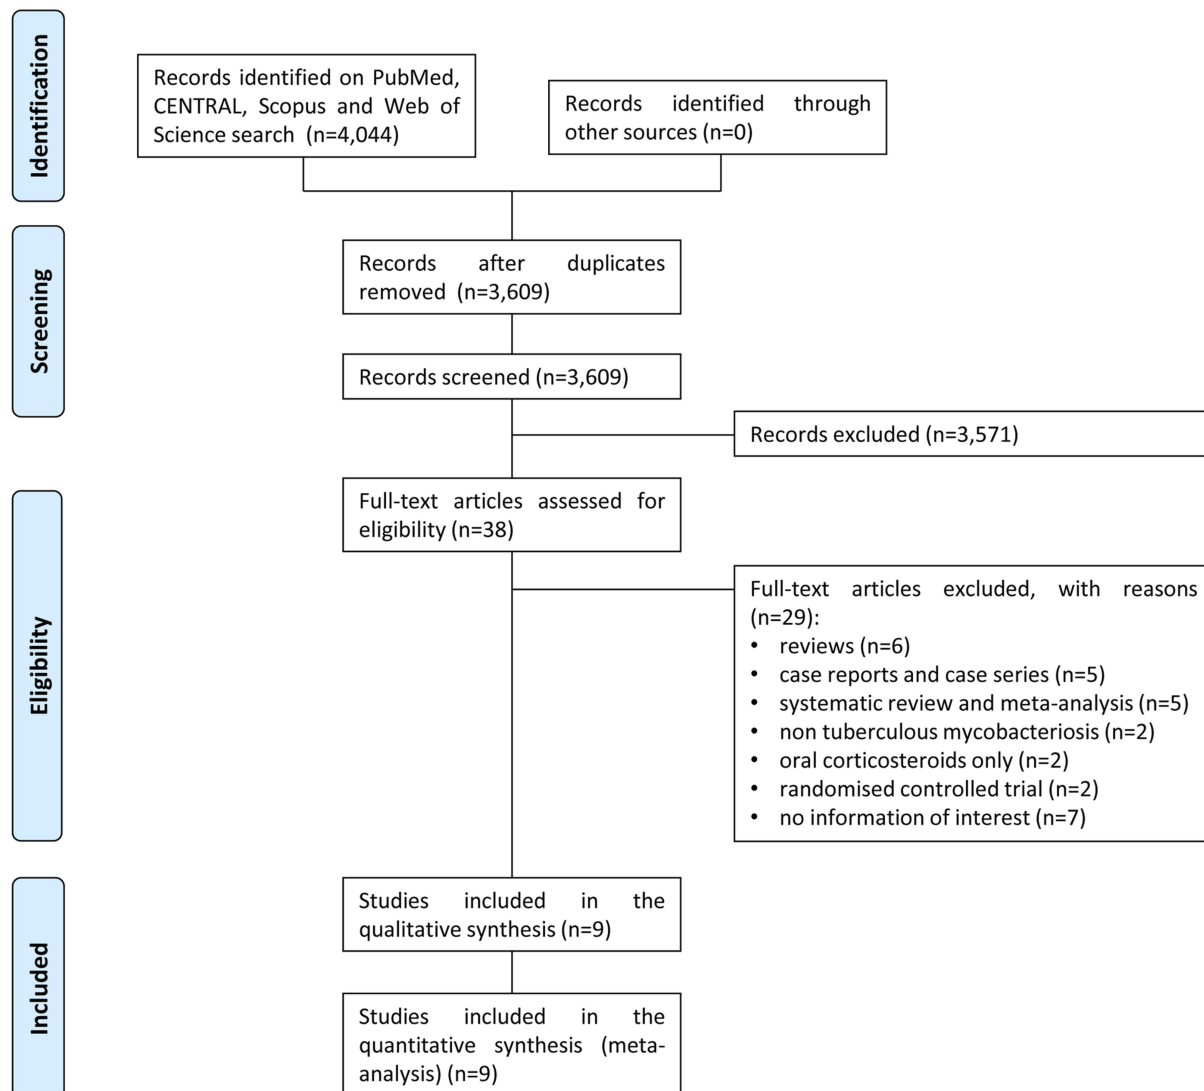 Identification
Records identified on PubMed,
CENTRAL, Scopus and Web of
Science search (n=4,044)
Records identified through
other sources (n=0)
Screening
Records after duplicates
removed (n=3,609)
Records screened (n=3,609)
Records excluded (n=3,571)
Eligibility
Full-text articles assessed for
eligibility (n=38)
Full-text articles excluded, with reasons
(n=29):
• reviews (n=6)
• case reports and case series (n=5)
• systematic review and meta-analysis (n=5)
• non tuberculous mycobacteriosis (n=2)
• oral corticosteroids only (n=2)
• randomised controlled trial (n=2)
• no information of interest (n=7)
Included
Studies included in the
qualitative synthesis (n=9)
Studies included in the
quantitative synthesis (meta-
analysis) (n=9)